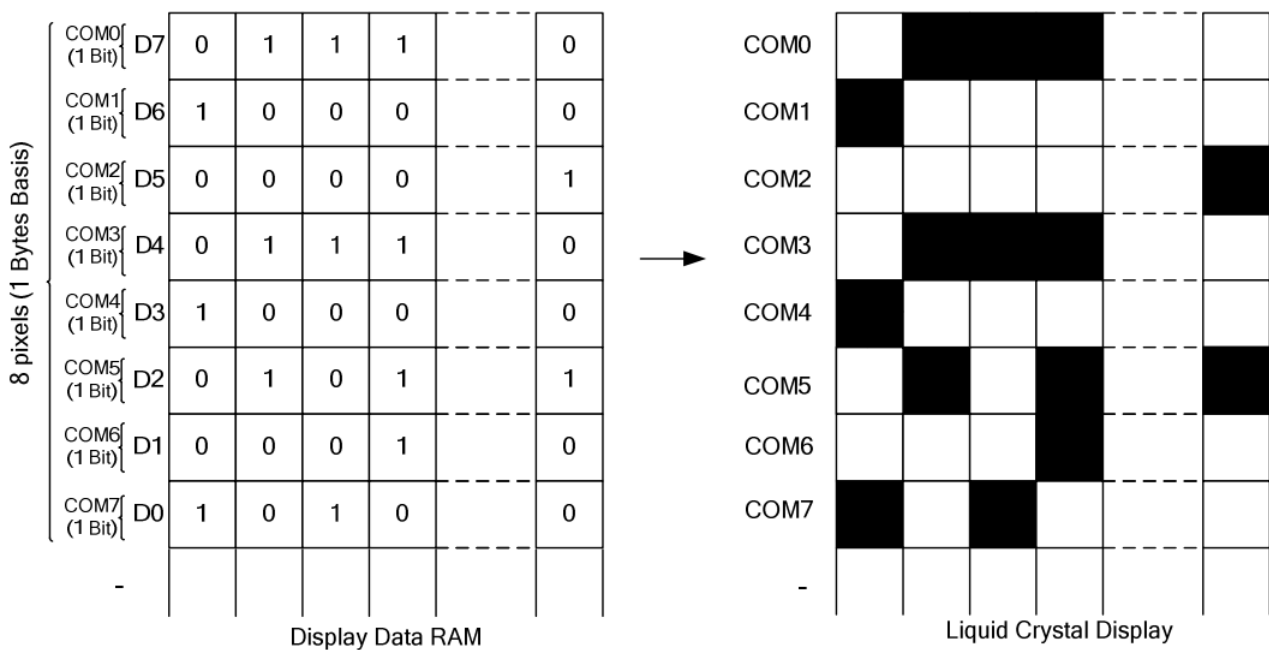 COM0 (1 Bit) D7 0 1 1 1 0 COM0
COM1 (1 Bit) D6 1 0 0 0 0 COM1
COM2 (1 Bit) D5 0 0 0 0 1 COM2
COM3 (1 Bit) D4 0 1 1 1 0 COM3
COM4 (1 Bit) D3 1 0 0 0 0 COM4
COM5 (1 Bit) D2 0 1 0 1 1 COM5
COM6 (1 Bit) D1 0 0 0 1 0 COM6
COM7 (1 Bit) D0 1 0 1 0 0 COM7
8 pixels (1 Bytes Basis)
- -
Display Data RAM
Liquid Crystal Display